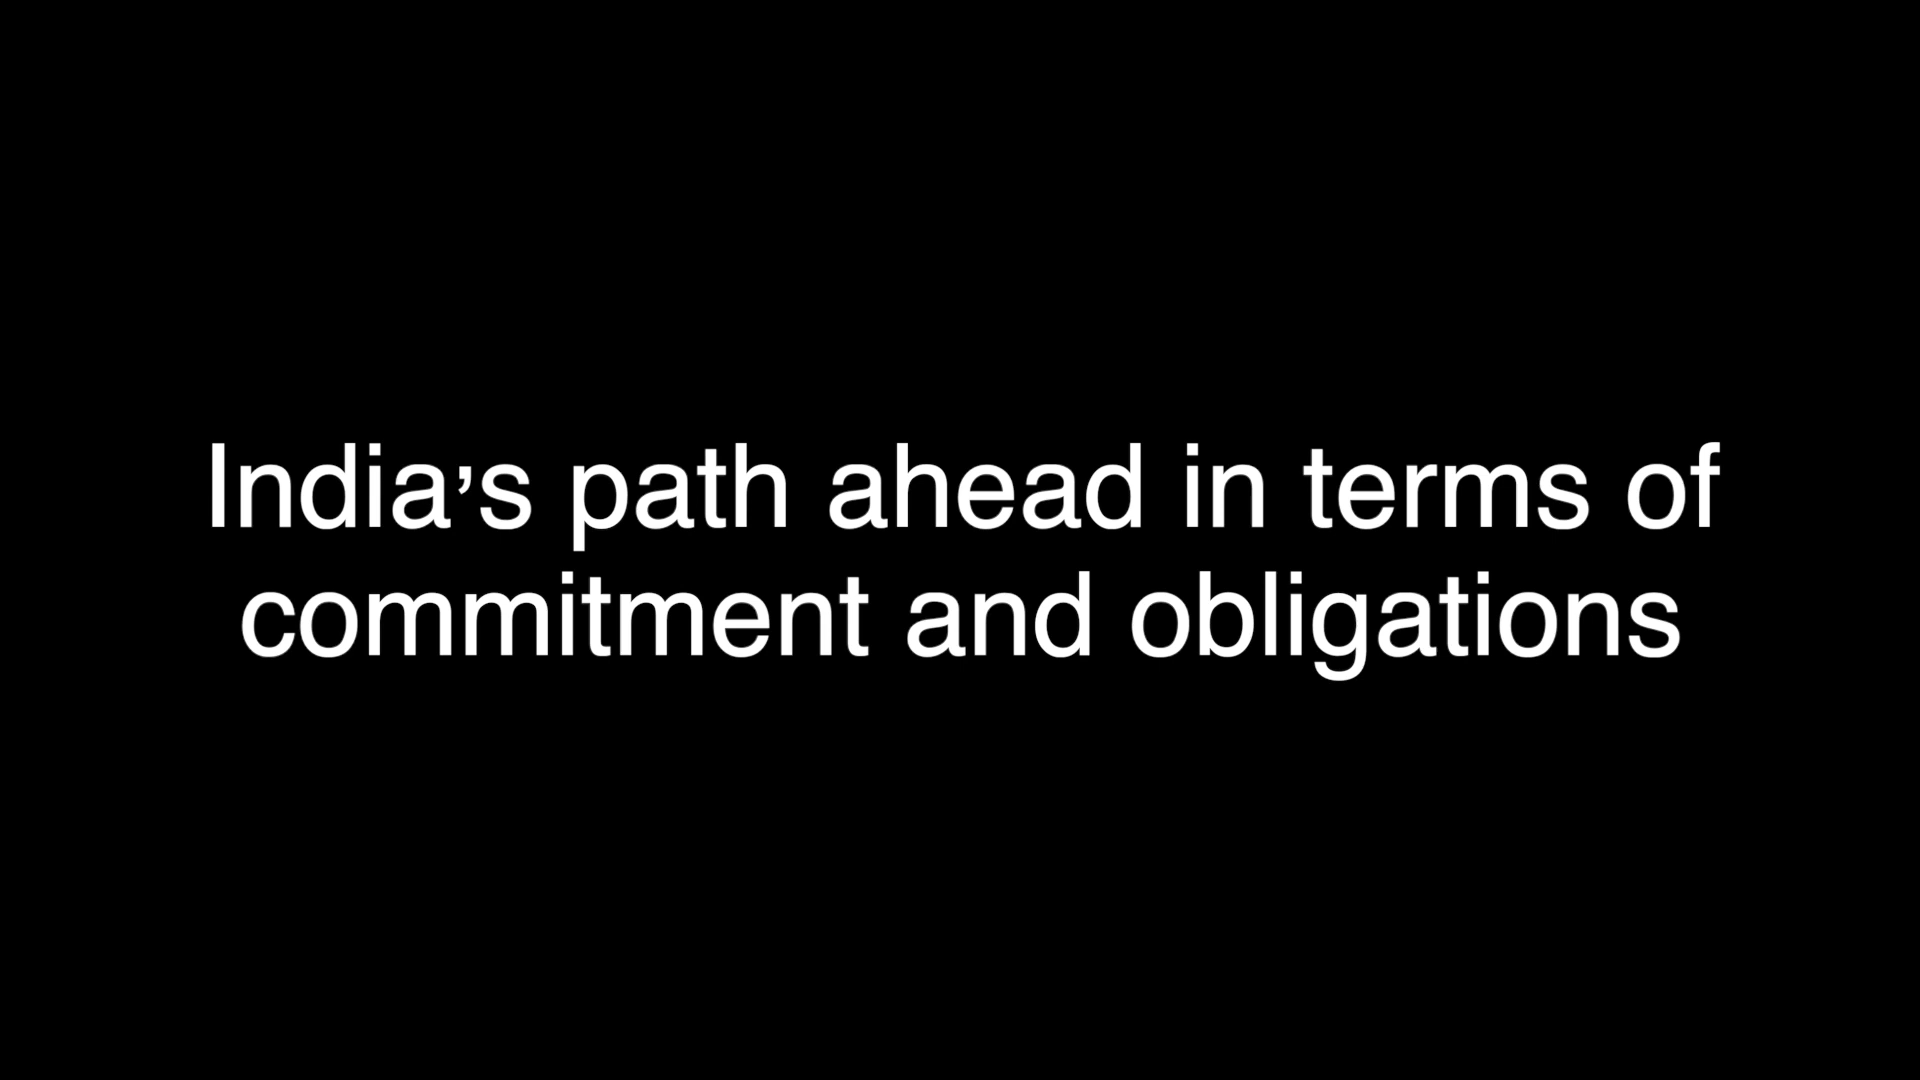 India’s path ahead in terms of
commitment and obligations